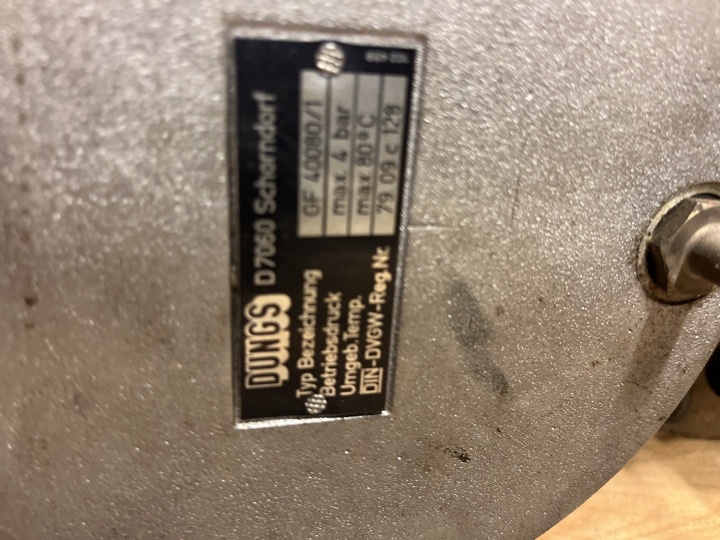 DUNGS D 7060 Schorndorf
Typ Bezeichnung GF 40080/1
Betriebsdruck max. 4 bar
Umgeb. Temp. max 80°C
DIN-DVGW-Reg.Nr. 79.09 c 128